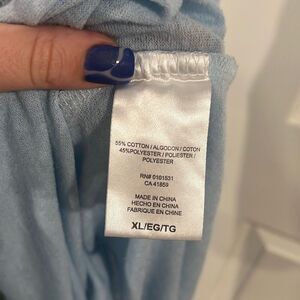 55% COTTON / ALGODON / COTON
45%POLYESTER / POLIESTER /
POLYESTER
RN# 0101531
CA 41859
MADE IN CHINA
HECHO EN CHINA
FABRIQUE EN CHINE
XL/EG/TG